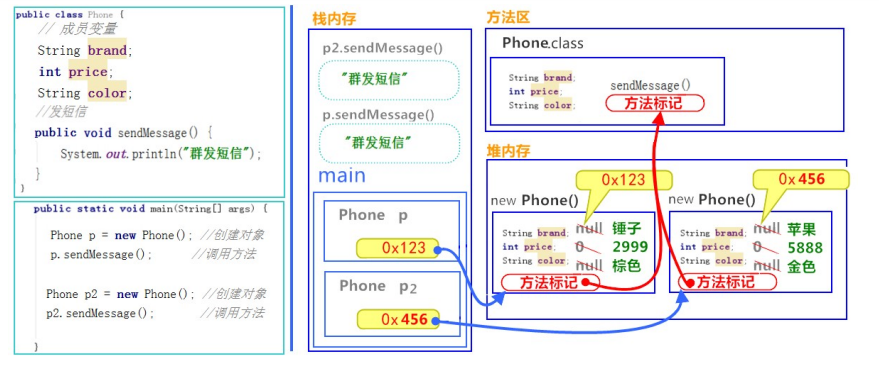 public class Phone {
// 成员变量
String brand;
int price;
String color;
//发短信
public void sendMessage() {
System.out.println("群发短信");
}
}
public static void main(String[] args) {
Phone p = new Phone(); //创建对象
p.sendMessage(); //调用方法
Phone p2 = new Phone(); //创建对象
p2.sendMessage(); //调用方法
}
栈内存
p2.sendMessage()
"群发短信"
p.sendMessage()
"群发短信"
main
Phone p
0x123
Phone p2
0x456
方法区
Phone.class
String brand;
int price;
String color;
sendMessage()
方法标记
堆内存
0x123
new Phone()
String brand; null 锤子
int price; 0 2999
String color; null 棕色
方法标记
0x456
new Phone()
String brand; null 苹果
int price; 0 5888
String color; null 金色
方法标记